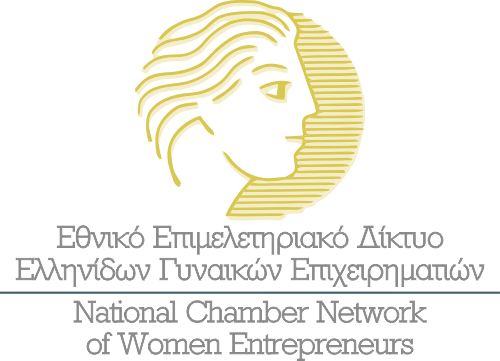 Εθνικό Επιμελητηριακό Δίκτυο
Ελληνίδων Γυναικών Επιχειρηματιών
National Chamber Network
of Women Entrepreneurs